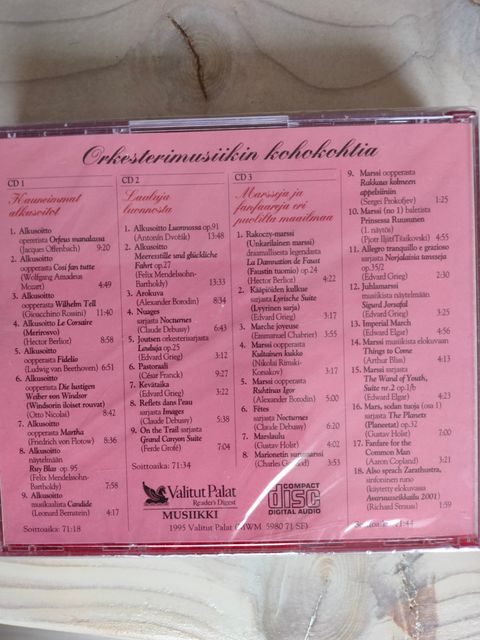 Orkesterimusiikin kohokohtia
CD 1
Kauneimmat
alkusoitot
1. Alkusoitto
operetista Orfeus manalassa
(Jacques Offenbach) 9:20
2. Alkusoitto
oopperasta Così fan tutte
(Wolfgang Amadeus
Mozart) 4:49
3. Alkusoitto
oopperasta Wilhelm Tell
(Gioacchino Rossini) 11:40
4. Alkusoitto Le Corsaire
(Merirosvo)
(Hector Berlioz) 8:58
5. Alkusoitto
oopperasta Fidelio
(Ludwig van Beethoven) 6:51
6. Alkusoitto
oopperasta Die lustigen
Weiber von Windsor
(Windsorin iloiset rouvat)
(Otto Nicolai) 8:42
7. Alkusoitto
oopperasta Martha
(Friedrich von Flotow) 8:36
8. Alkusoitto
näytelmään
Ruy Blas op. 95
(Felix Mendelssohn-
Bartholdy) 7:58
9. Alkusoitto
musikaalista Candide
(Leonard Bernstein) 4:17
Soittoaika: 71:18
CD 2
Lauluja
luonnosta
1. Alkusoitto Luonnossa op.91
(Antonín Dvořák) 13:48
2. Alkusoitto
Meerestille und glückliche
Fahrt op.27
(Felix Mendelssohn-
Bartholdy) 13:33
3. Arokuva
(Alexander Borodin) 8:34
4. Nuages
sarjasta Nocturnes
(Claude Debussy) 6:43
5. Joutsen orkesterisarjasta
Lauluja op.25
(Edvard Grieg) 3:12
6. Pastoraali
(César Franck) 9:27
7. Kevätaika
(Edvard Grieg) 3:22
8. Reflets dans l'eau
sarjasta Images
(Claude Debussy) 5:38
9. On the Trail sarjasta
Grand Canyon Suite
(Ferde Grofé) 7:04
Soittoaika: 71:34
CD 3
Marsseja ja
fanfaareja eri
puolilta maailmaa
1. Rakoczy-marssi
(Unkarilainen marssi)
draamallisesta legendasta
La Damnation de Faust
(Faustin tuomio) op.24
(Hector Berlioz) 4:22
2. Kääpiöiden kulkue
sarjasta Lyrische Suite
(Lyyrinen sarja)
(Edvard Grieg) 3:17
3. Marche joyeuse
(Emmanuel Chabrier) 3:55
4. Marssi oopperasta
Kultainen kukko
(Nikolai Rimski-
Korsakov) 3:17
5. Marssi oopperasta
Ruhtinas Igor
(Alexander Borodin) 5:00
6. Fêtes
sarjasta Nocturnes
(Claude Debussy) 6:20
7. Marslaulu
(Gustav Holst) 4:02
8. Marionetin surumarssi
(Charles Gounod) 3:53
9. Marssi oopperasta
Rakkaus kolmeen
appelsiiniin
(Sergei Prokofjev) 1:25
10. Marssi (no 1) baletista
Prinsessa Ruusunen
(1. näytös)
(Pjotr Iljitš Tšaikovski) 4:55
11. Allegro tranquillo e grazioso
sarjasta Norjalaisia tansseja
op.35/2
(Edvard Grieg) 2:30
12. Juhlamarssi
musiikista näytelmään
Sigurd Jorsalfar
(Edvard Grieg) 3:26
13. Imperial March
(Edward Elgar) 4:56
14. Marssi musiikista elokuvaan
Things to Come
(Arthur Bliss) 4:13
15. Marssi sarjasta
The Wand of Youth,
Suite nr.2 op.1/b
(Edward Elgar) 4:23
16. Mars, sodan tuoja (osa 1)
sarjasta The Planets
(Planeetat) op.32
(Gustav Holst) 7:00
17. Fanfare for the
Common Man
(Aaron Copland) 3:21
18. Also sprach Zarathustra,
sinfoninen runo
(käytetty elokuvassa
Avaruusseikkailu 2001)
(Richard Strauss) 1:59
Soittoaika: 71:44
Valitut Palat
Reader's Digest
MUSIIKKI
COMPACT
disc
DIGITAL AUDIO
1995 Valitut Palat (MWM 5980 71 SF)